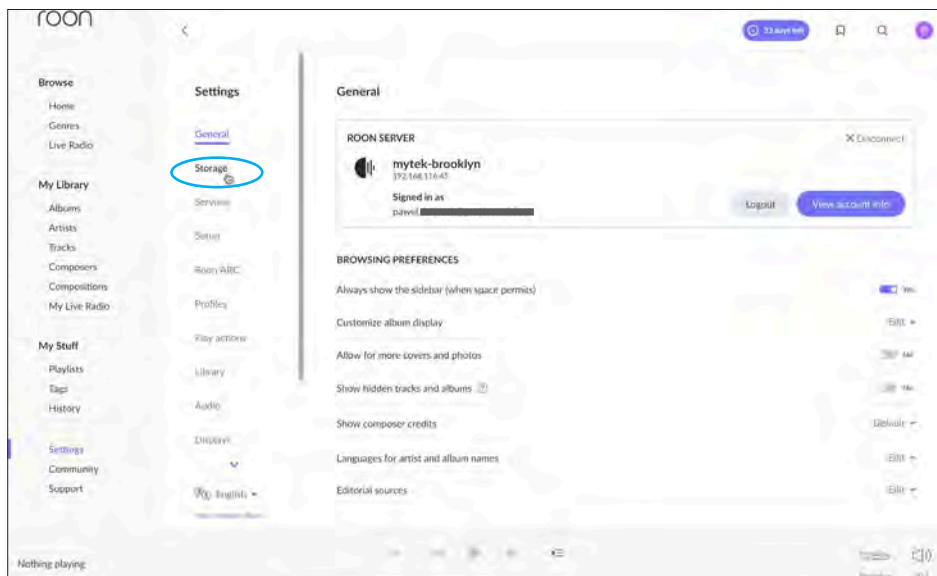 roon
Browse
Home
Genres
Live Radio
My Library
Albums
Artists
Tracks
Composers
Compositions
My Live Radio
My Stuff
Playlists
Tags
History
Settings
Community
Support
Settings
General
Storage
Services
Setup
Roon ARC
Profiles
Play actions
Library
Audio
Displays
English
General
ROON SERVER
Disconnect
mytek-brooklyn
Signed in as
pawel
Logout
View account info
BROWSING PREFERENCES
Always show the sidebar (when space permits)
Yes
Customize album display
Edit
Allow for more covers and photos
Show hidden tracks and albums
Show composer credits
Default
Languages for artist and album names
Edit
Editorial sources
Edit
Nothing playing